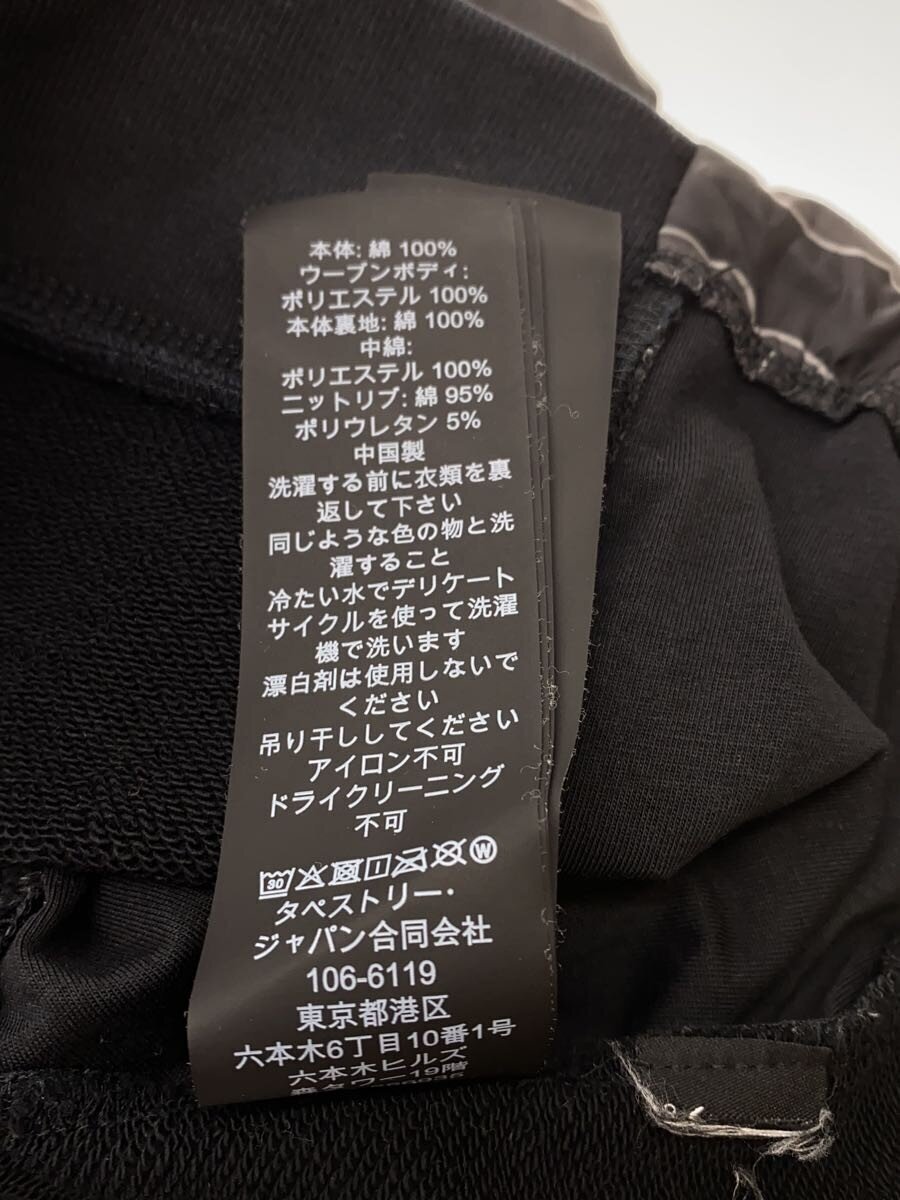 本体: 綿 100%
ウーブンボディ:
ポリエステル 100%
本体裏地: 綿 100%
中綿:
ポリエステル 100%
ニットリブ: 綿 95%
ポリウレタン 5%
中国製
洗濯する前に衣類を裏
返して下さい
同じような色の物と洗
濯すること
冷たい水でデリケート
サイクルを使って洗濯
機で洗います
漂白剤は使用しないで
ください
吊り干ししてください
アイロン不可
ドライクリーニング
不可
30 W
タペストリー・
ジャパン合同会社
106-6119
東京都港区
六本木6丁目10番1号
六本木ヒルズ
森タワー19階